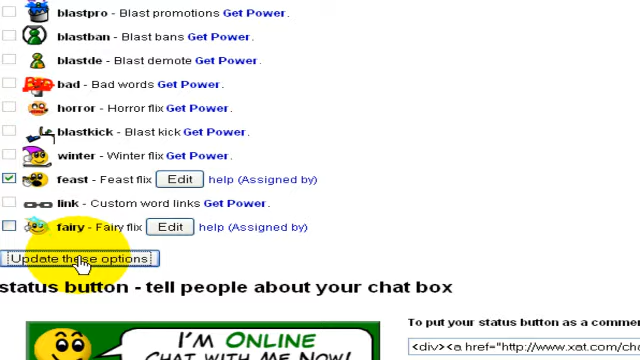 blastpro - Blast promotions Get Power.
blastban - Blast bans Get Power.
blastde - Blast demote Get Power.
bad - Bad words Get Power.
horror - Horror flix Get Power.
blastkick - Blast kick Get Power.
winter - Winter flix Get Power.
feast - Feast flix Edit help (Assigned by)
link - Custom word links Get Power.
fairy - Fairy flix Edit help (Assigned by)
Update these options
status button - tell people about your chat box
I'M ONLINE
CHAT WITH ME NOW!
To put your status button as a commen
<div><a href="http://www.xat.com/ch